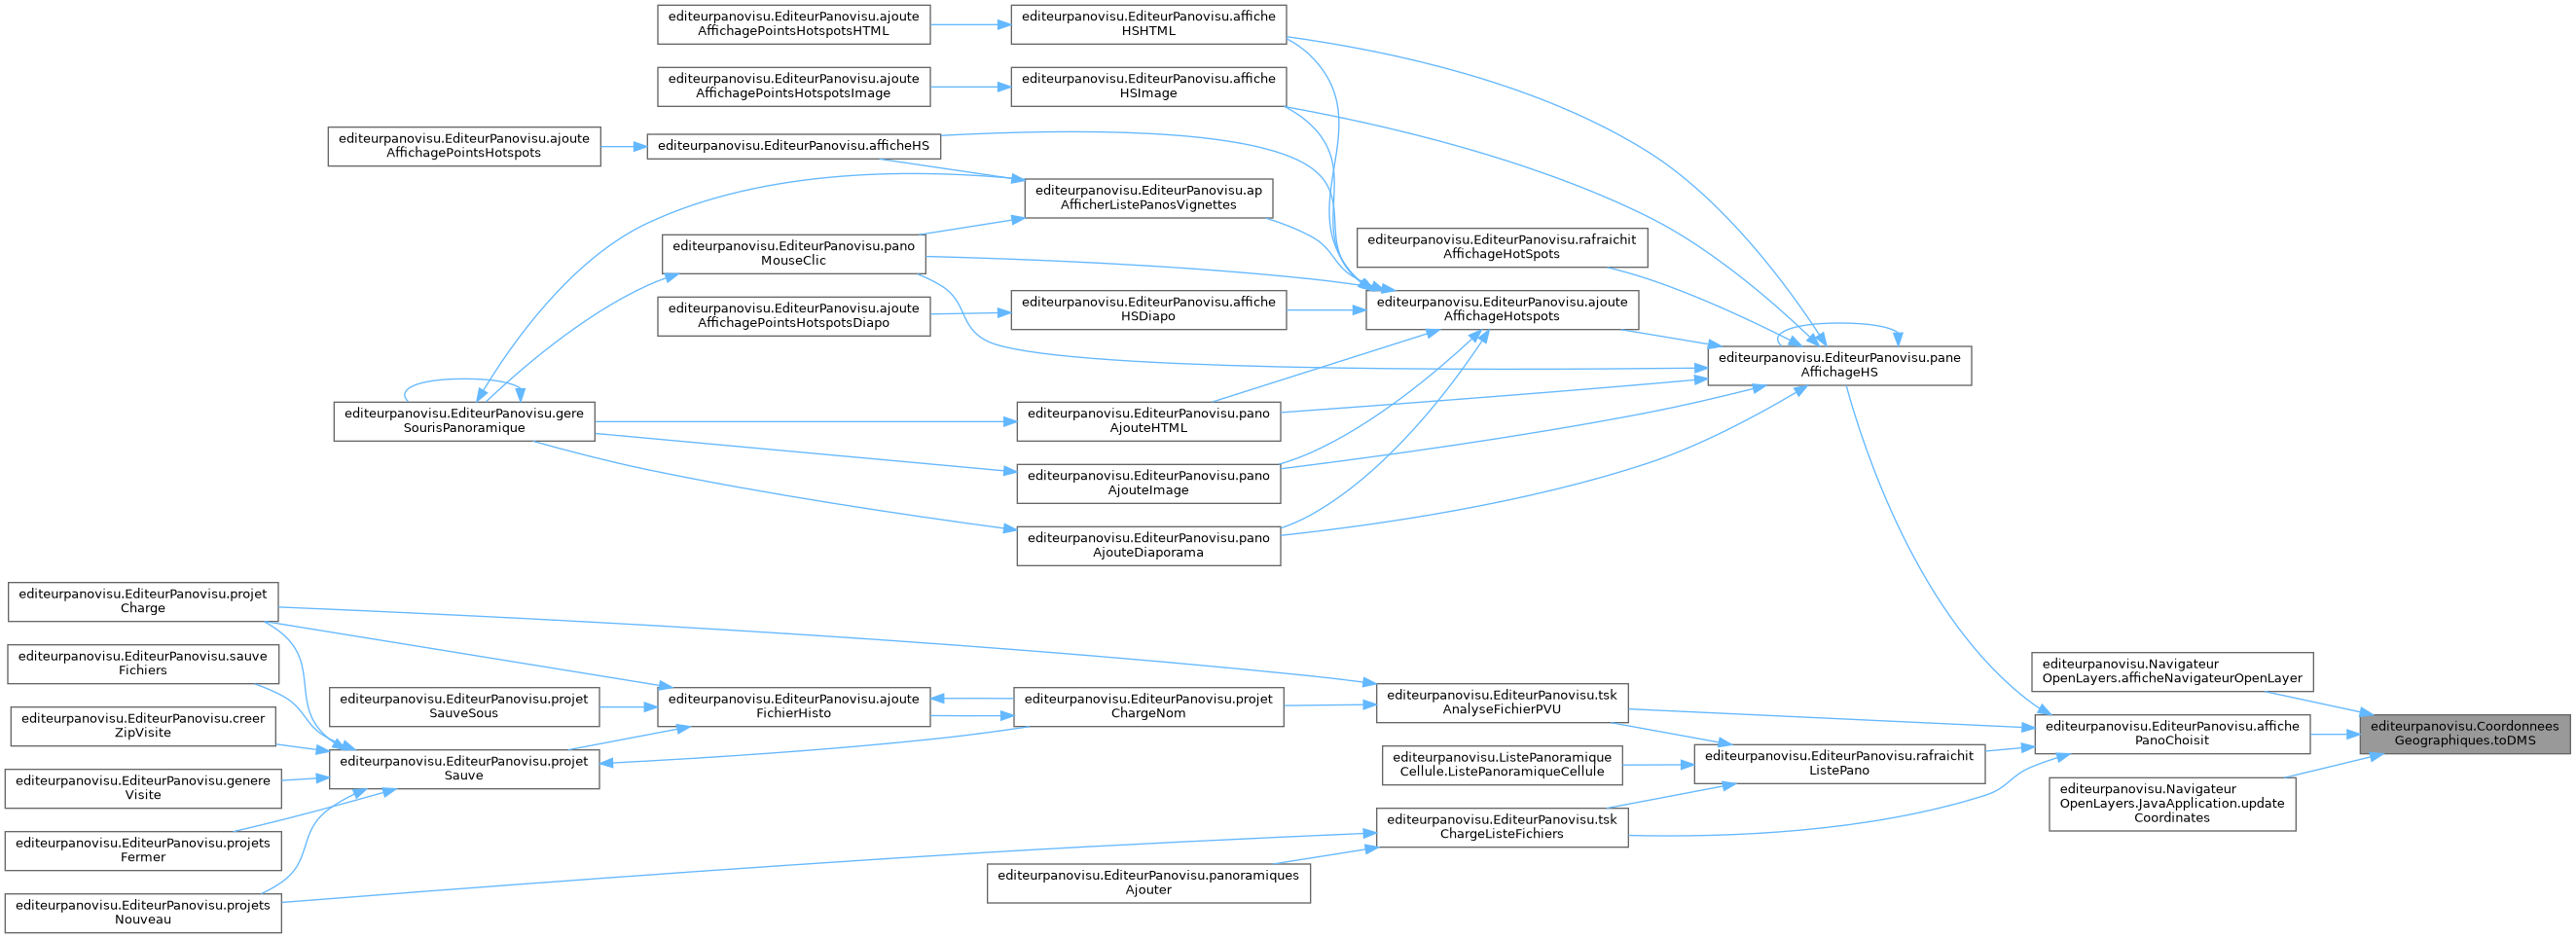 editeurpanovisu.EditeurPanovisu.ajoute
AffichagePointsHotspotsHTML
editeurpanovisu.EditeurPanovisu.affiche
HSHTML
editeurpanovisu.EditeurPanovisu.ajoute
AffichagePointsHotspotsImage
editeurpanovisu.EditeurPanovisu.affiche
HSImage
editeurpanovisu.EditeurPanovisu.ajoute
AffichagePointsHotspots
editeurpanovisu.EditeurPanovisu.afficheHS
editeurpanovisu.EditeurPanovisu.ap
AfficherListePanosVignettes
editeurpanovisu.EditeurPanovisu.pano
MouseClic
editeurpanovisu.EditeurPanovisu.rafraichit
AffichageHotSpots
editeurpanovisu.EditeurPanovisu.ajoute
AffichagePointsHotspotsDiapo
editeurpanovisu.EditeurPanovisu.affiche
HSDiapo
editeurpanovisu.EditeurPanovisu.ajoute
AffichageHotspots
editeurpanovisu.EditeurPanovisu.pane
AffichageHS
editeurpanovisu.EditeurPanovisu.gere
SourisPanoramique
editeurpanovisu.EditeurPanovisu.pano
AjouteHTML
editeurpanovisu.EditeurPanovisu.pano
AjouteImage
editeurpanovisu.EditeurPanovisu.pano
AjouteDiaporama
editeurpanovisu.EditeurPanovisu.projet
Charge
editeurpanovisu.EditeurPanovisu.sauve
Fichiers
editeurpanovisu.EditeurPanovisu.projet
SauveSous
editeurpanovisu.EditeurPanovisu.ajoute
FichierHisto
editeurpanovisu.EditeurPanovisu.projet
ChargeNom
editeurpanovisu.EditeurPanovisu.tsk
AnalyseFichierPVU
editeurpanovisu.Navigateur
OpenLayers.afficheNavigateurOpenLayer
editeurpanovisu.EditeurPanovisu.creer
ZipVisite
editeurpanovisu.EditeurPanovisu.projet
Sauve
editeurpanovisu.ListePanoramique
Cellule.ListePanoramiqueCellule
editeurpanovisu.EditeurPanovisu.rafraichit
ListePano
editeurpanovisu.EditeurPanovisu.affiche
PanoChoisit
editeurpanovisu.Coordonnees
Geographiques.toDMS
editeurpanovisu.EditeurPanovisu.genere
Visite
editeurpanovisu.EditeurPanovisu.tsk
ChargeListeFichiers
editeurpanovisu.Navigateur
OpenLayers.JavaApplication.update
Coordinates
editeurpanovisu.EditeurPanovisu.projets
Fermer
editeurpanovisu.EditeurPanovisu.panoramiques
Ajouter
editeurpanovisu.EditeurPanovisu.projets
Nouveau